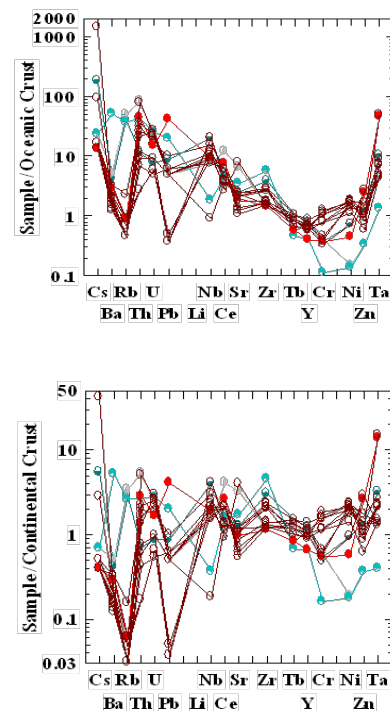 2000
1000
100
10
1
0.1
Sample/Oceanic Crust
Cs Rb U Nb Sr Zr Tb Cr Ni Ta
Ba Th Pb Li Ce Y Zn
50
10
1
0.1
0.03
Sample/Continental Crust
Cs Rb U Nb Sr Zr Tb Cr Ni Ta
Ba Th Pb Li Ce Y Zn